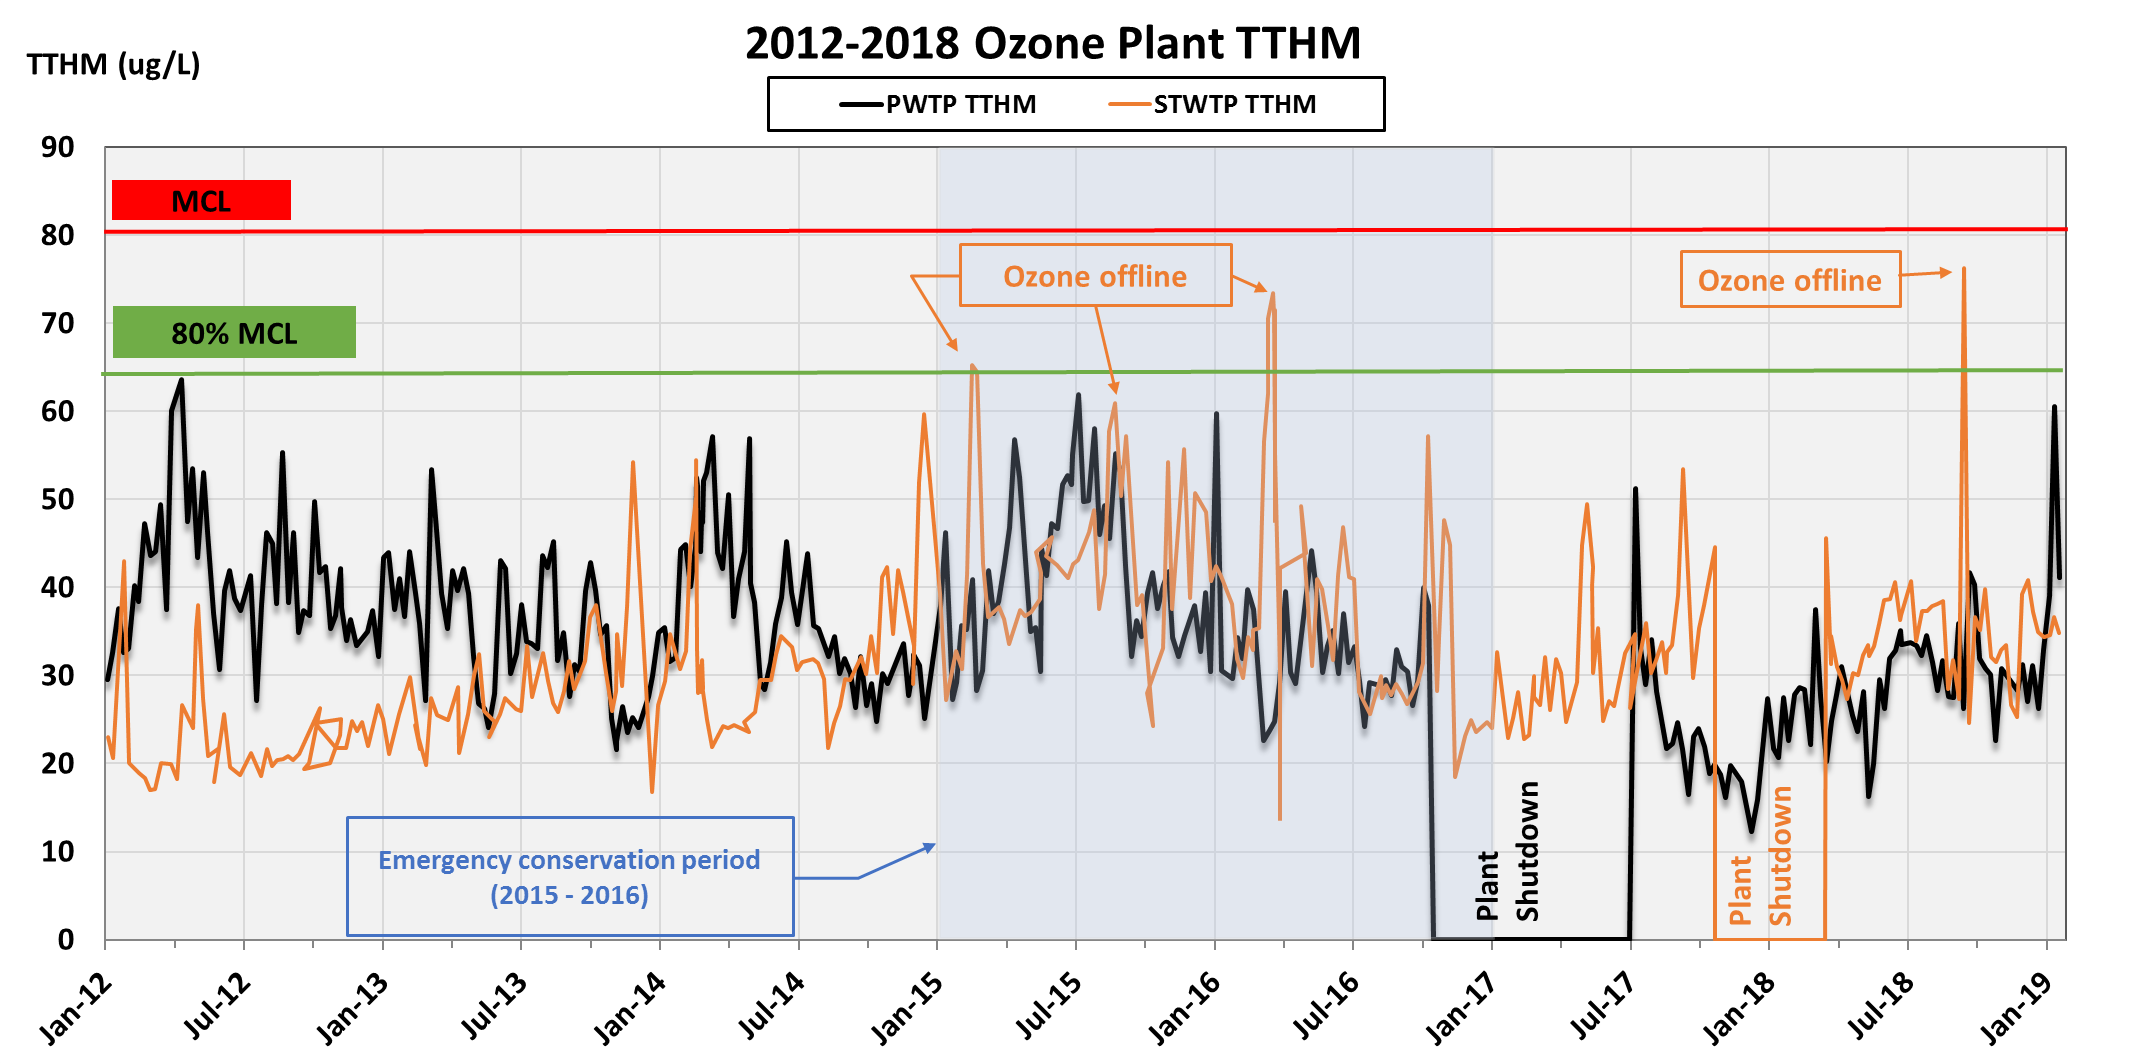 2012-2018 Ozone Plant TTHM
TTHM (ug/L)
PWTP TTHM
STWTP TTHM
90
80
70
60
50
40
30
20
10
0
MCL
80% MCL
Ozone offline
Ozone offline
Emergency conservation period
(2015 - 2016)
Plant
Shutdown
Plant
Shutdown
Jan-12
Jul-12
Jan-13
Jul-13
Jan-14
Jul-14
Jan-15
Jul-15
Jan-16
Jul-16
Jan-17
Jul-17
Jan-18
Jul-18
Jan-19